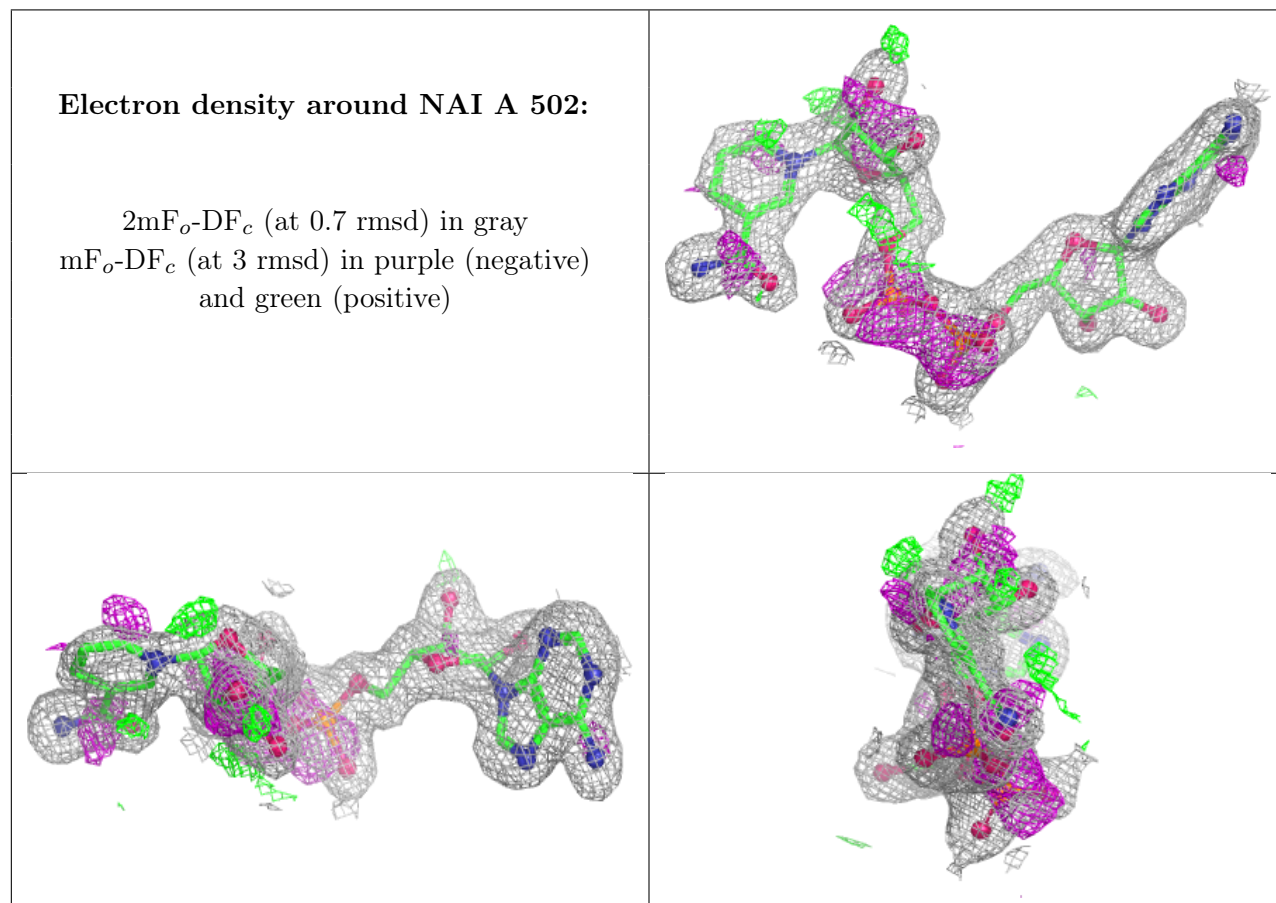 Electron density around NAI A 502:
2mFo-DFc (at 0.7 rmsd) in gray
mFo-DFc (at 3 rmsd) in purple (negative)
and green (positive)